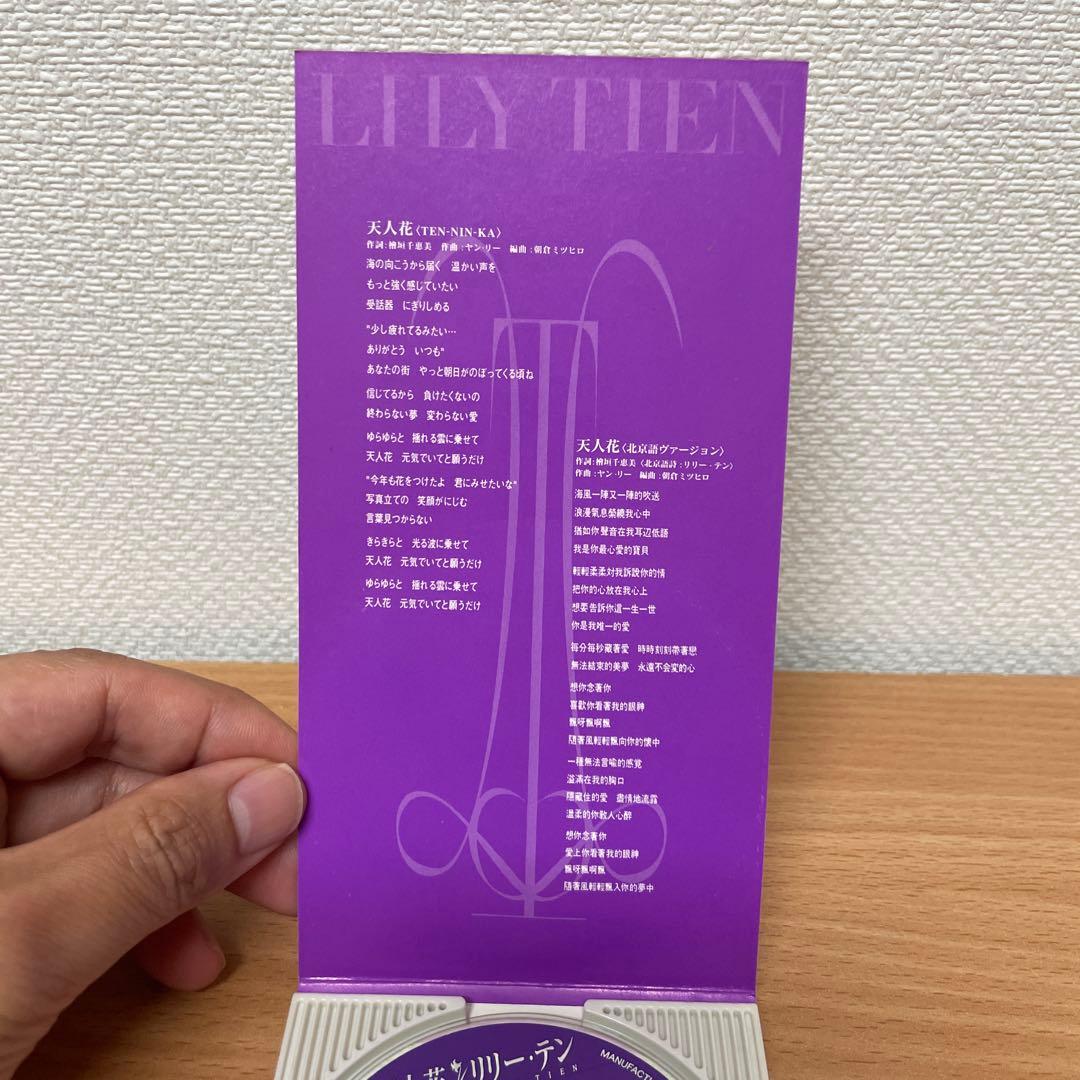 LILY TIEN
天人花〈TEN-NIN-KA〉
作詞：檜垣千恵美　作曲：ヤン・リー　編曲：朝倉ミツヒロ
海の向こうから届く　温かい声を
もっと強く感じていたい
受話器　にぎりしめる
"少し疲れてるみたい…
ありがとう　いつも"
あなたの街　やっと朝日がのぼってくる頃ね
信じてるから　負けたくないの
終わらない夢　変わらない愛
ゆらゆらと　揺れる雲に乗せて
天人花　元気でいてと願うだけ
"今年も花をつけたよ　君にみせたいな"
写真立ての　笑顔がにじむ
言葉見つからない
きらきらと　光る波に乗せて
天人花　元気でいてと願うだけ
ゆらゆらと　揺れる雲に乗せて
天人花　元気でいてと願うだけ
天人花〈北京語ヴァージョン〉
作詞：檜垣千恵美〈北京語詩：リリー・テン〉
作曲：ヤン・リー　編曲：朝倉ミツヒロ
海風一陣又一陣的吹送
浪漫氣息縈繞我心中
猶如你聲音在我耳辺低語
我是你最心愛的寶貝
輕輕柔柔対我訴說你的情
把你的心放在我心上
想要告訴你這一生一世
你是我唯一的愛
每分每秒藏著愛　時時刻刻帶著戀
無法結束的美夢　永遠不会変的心
想你念著你
喜歡你看著我的眼神
飄呀飄啊飄
隨著風輕輕飄向你的懷中
一種無法言喻的感覚
溢滿在我的胸口
隱藏住的愛　盡情地流露
溫柔的你敎人心醉
想你念著你
愛上你看著我的眼神
飄呀飄啊飄
隨著風輕輕飄入你的夢中
花 リリー・テン
TIEN
MANUFACTU